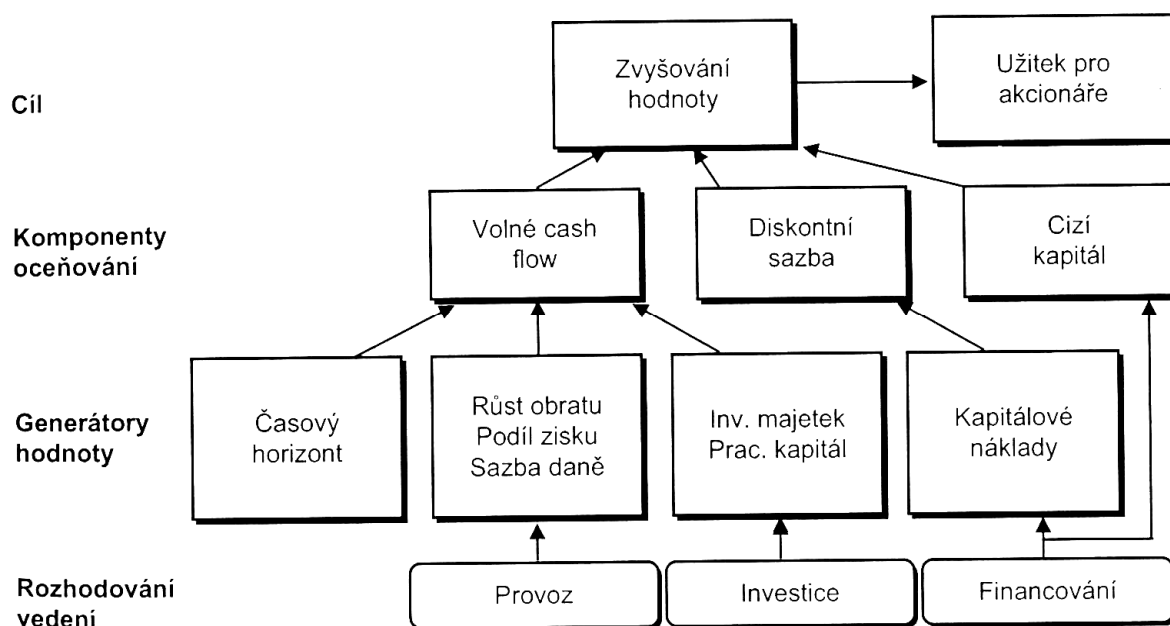 Cíl
Zvyšování
hodnoty
Užitek pro
akcionáře
Komponenty
oceňování
Volné cash
flow
Diskontní
sazba
Cizí
kapitál
Generátory
hodnoty
Časový
horizont
Růst obratu
Podíl zisku
Sazba daně
Inv. majetek
Prac. kapitál
Kapitálové
náklady
Rozhodování
vedení
Provoz
Investice
Financování